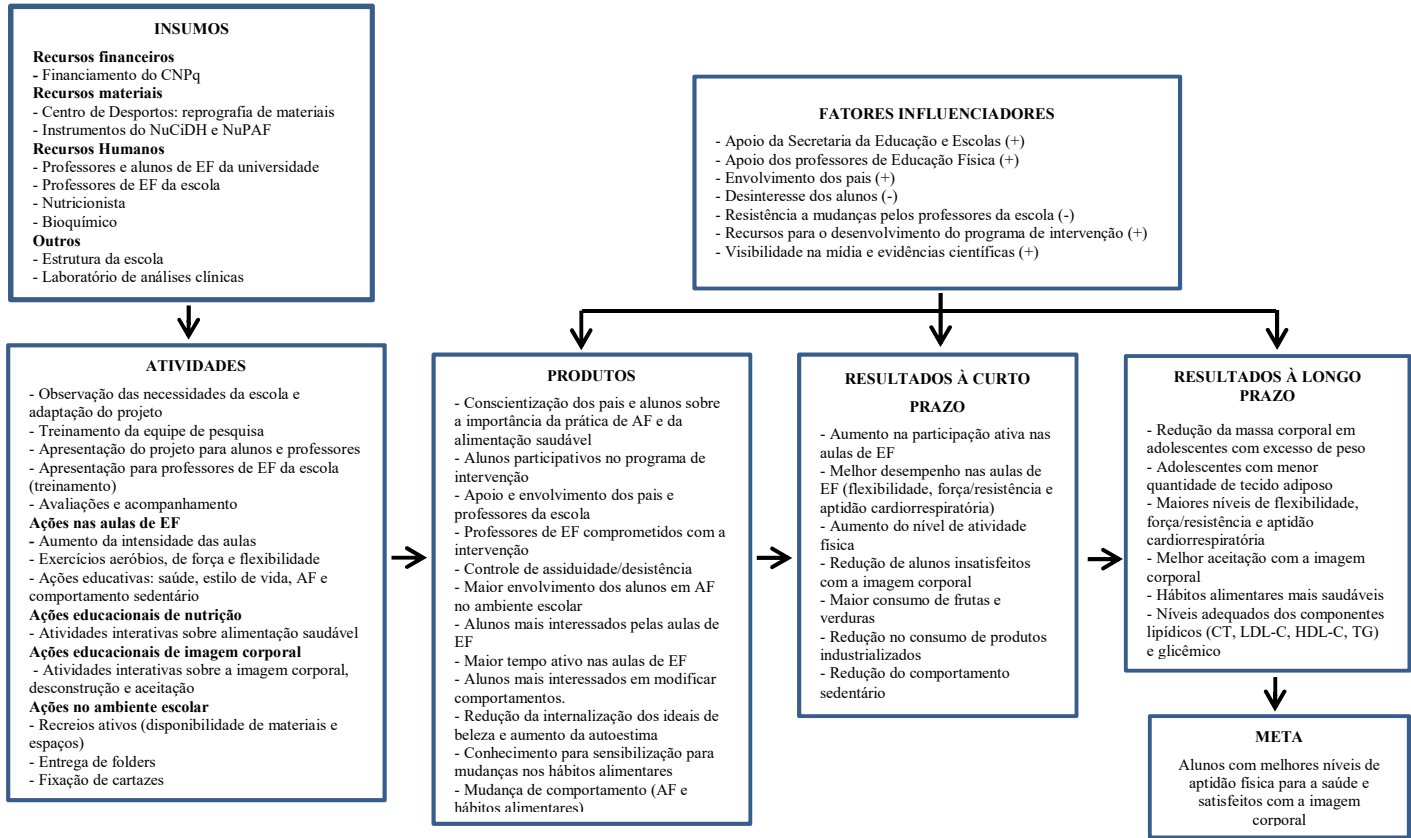 INSUMOS
Recursos financeiros
- Financiamento do CNPq
Recursos materiais
- Centro de Desportos: reprografia de materiais
- Instrumentos do NuCiDH e NuPAF
Recursos Humanos
- Professores e alunos de EF da universidade
- Professores de EF da escola
- Nutricionista
- Bioquímico
Outros
- Estrutura da escola
- Laboratório de análises clínicas
FATORES INFLUENCIADORES
- Apoio da Secretaria da Educação e Escolas (+)
- Apoio dos professores de Educação Física (+)
- Envolvimento dos pais (+)
- Desinteresse dos alunos (-)
- Resistência a mudanças pelos professores da escola (-)
- Recursos para o desenvolvimento do programa de intervenção (+)
- Visibilidade na mídia e evidências científicas (+)
ATIVIDADES
- Observação das necessidades da escola e
adaptação do projeto
- Treinamento da equipe de pesquisa
- Apresentação do projeto para alunos e professores
- Apresentação para professores de EF da escola
(treinamento)
- Avaliações e acompanhamento
Ações nas aulas de EF
- Aumento da intensidade das aulas
- Exercícios aeróbios, de força e flexibilidade
- Ações educativas: saúde, estilo de vida, AF e
comportamento sedentário
Ações educacionais de nutrição
- Atividades interativas sobre alimentação saudável
Ações educacionais de imagem corporal
- Atividades interativas sobre a imagem corporal,
desconstrução e aceitação
Ações no ambiente escolar
- Recreios ativos (disponibilidade de materiais e
espaços)
- Entrega de folders
- Fixação de cartazes
PRODUTOS
- Conscientização dos pais e alunos sobre
a importância da prática de AF e da
alimentação saudável
- Alunos participativos no programa de
intervenção
- Apoio e envolvimento dos pais e
professores da escola
- Professores de EF comprometidos com a
intervenção
- Controle de assiduidade/desistência
- Maior envolvimento dos alunos em AF
no ambiente escolar
- Alunos mais interessados pelas aulas de
EF
- Maior tempo ativo nas aulas de EF
- Alunos mais interessados em modificar
comportamentos.
- Redução da internalização dos ideais de
beleza e aumento da autoestima
- Conhecimento para sensibilização para
mudanças nos hábitos alimentares
- Mudança de comportamento (AF e
hábitos alimentares)
RESULTADOS À CURTO
PRAZO
- Aumento na participação ativa nas
aulas de EF
- Melhor desempenho nas aulas de
EF (flexibilidade, força/resistência e
aptidão cardiorrespiratória)
- Aumento do nível de atividade
física
- Redução de alunos insatisfeitos
com a imagem corporal
- Maior consumo de frutas e
verduras
- Redução no consumo de produtos
industrializados
- Redução do comportamento
sedentário
RESULTADOS À LONGO
PRAZO
- Redução da massa corporal em
adolescentes com excesso de peso
- Adolescentes com menor
quantidade de tecido adiposo
- Maiores níveis de flexibilidade,
força/resistência e aptidão
cardiorrespiratória
- Melhor aceitação com a imagem
corporal
- Hábitos alimentares mais saudáveis
- Níveis adequados dos componentes
lipídicos (CT, LDL-C, HDL-C, TG)
e glicêmico
META
Alunos com melhores níveis de
aptidão física para a saúde e
satisfeitos com a imagem
corporal